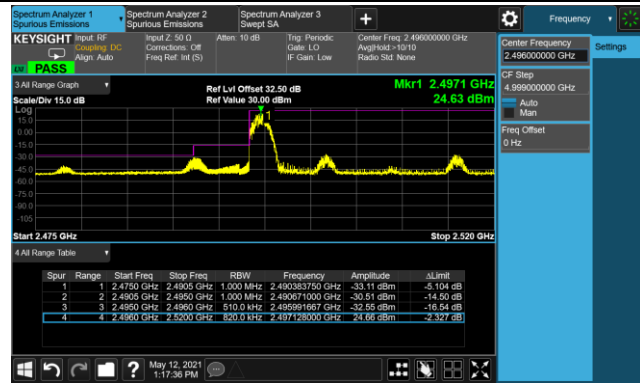 Spectrum Analyzer 1
Spurious Emissions
Spectrum Analyzer 2
Spurious Emissions
Spectrum Analyzer 3
Swept SA
+
Frequency
KEYSIGHT
Input: RF
Coupling: DC
Align: Auto
Input Z: 50 Ω
Corrections: Off
Freq Ref: Int (S)
Atten: 10 dB
Trig: Periodic
Gate: LO
IF Gain: Low
Center Freq: 2.496000000 GHz
Avg|Hold:>10/10
Radio Std: None
PASS
Center Frequency
2.496000000 GHz
Settings
CF Step
4.999000000 GHz
Auto
Man
Freq Offset
0 Hz
3 All Range Graph
Scale/Div 15.0 dB
Ref Lvl Offset 32.50 dB
Ref Value 30.00 dBm
Mkr1 2.4971 GHz
24.63 dBm
Log
15.0
0.00
-15.0
-30.0
-45.0
-60.0
-75.0
-90.0
-105
1
Start 2.475 GHz
Stop 2.520 GHz
4 All Range Table
Spur Range Start Freq Stop Freq RBW Frequency Amplitude ΔLimit
1 1 2.4750 GHz 2.4905 GHz 1.000 MHz 2.490383750 GHz -33.11 dBm -5.104 dB
2 2 2.4905 GHz 2.4950 GHz 1.000 MHz 2.490671000 GHz -30.51 dBm -14.50 dB
3 3 2.4950 GHz 2.4960 GHz 510.0 kHz 2.495991667 GHz -32.55 dBm -16.54 dB
4 4 2.4960 GHz 2.5200 GHz 820.0 kHz 2.497128000 GHz 24.66 dBm -2.327 dB
?
May 12, 2021
1:17:36 PM